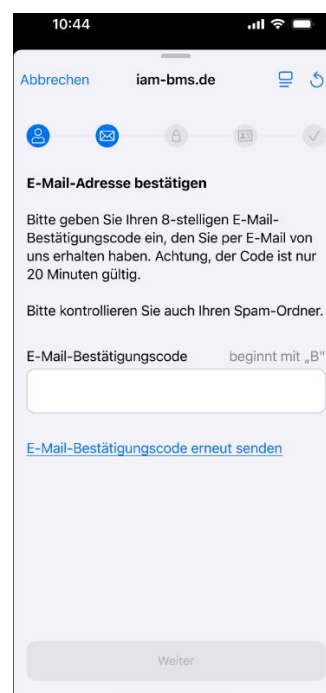 10:44
Abbrechen iam-bms.de
E-Mail-Adresse bestätigen
Bitte geben Sie Ihren 8-stelligen E-Mail-
Bestätigungscode ein, den Sie per E-Mail von
uns erhalten haben. Achtung, der Code ist nur
20 Minuten gültig.
Bitte kontrollieren Sie auch Ihren Spam-Ordner.
E-Mail-Bestätigungscode beginnt mit „B"
E-Mail-Bestätigungscode erneut senden
Weiter